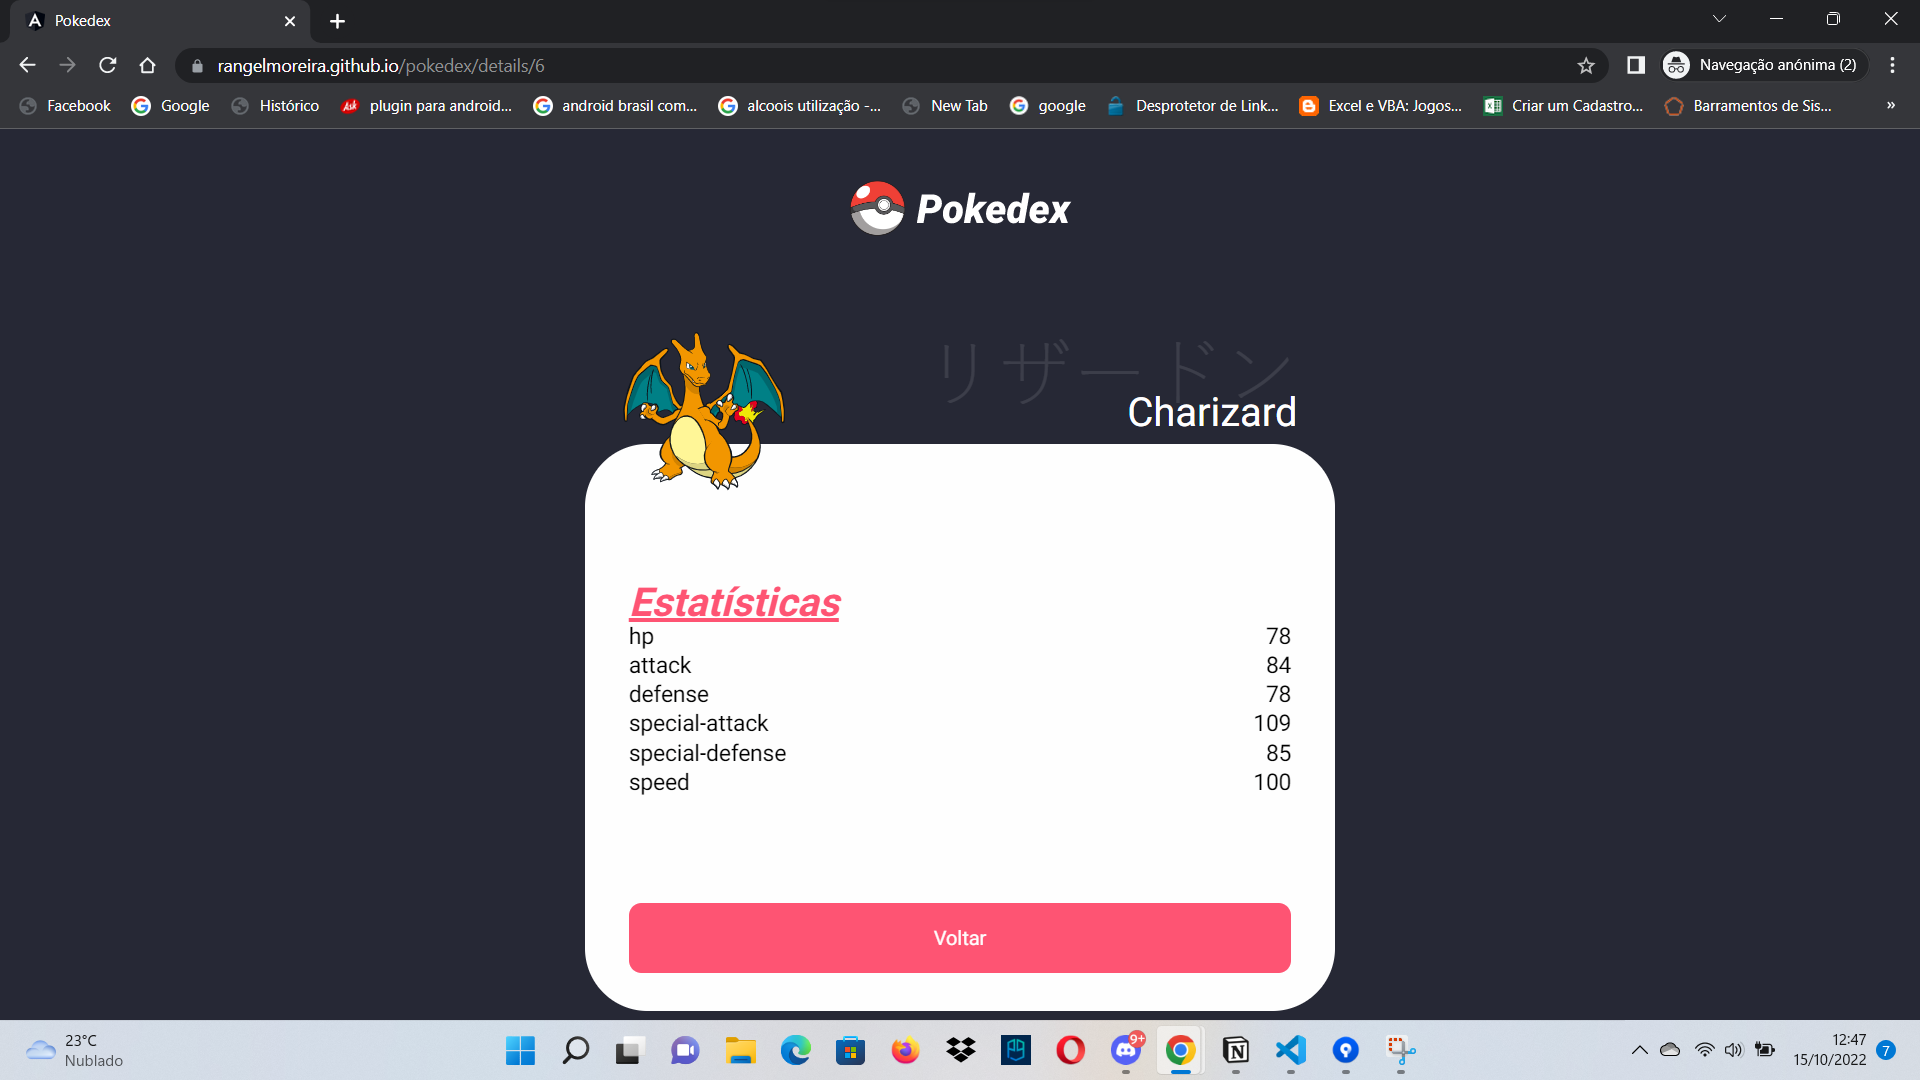 Pokedex
rangelmoreira.github.io/pokedex/details/6
Navegação anónima (2)
Facebook
Google
Histórico
Ask
plugin para android...
android brasil com...
alcoois utilização -...
New Tab
google
Desprotetor de Link...
Excel e VBA: Jogos...
Criar um Cadastro...
Barramentos de Sis...
»
Pokedex
リザードン
Charizard
Estatísticas
hp 78
attack 84
defense 78
special-attack 109
special-defense 85
speed 100
Voltar
23°C
Nublado
9+
12:47
15/10/2022
7